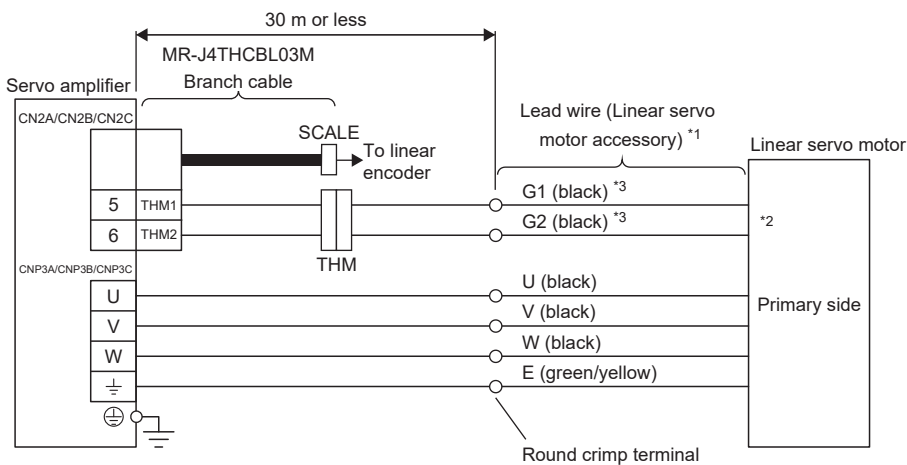 30 m or less
MR-J4THCBL03M
Branch cable
Servo amplifier
CN2A/CN2B/CN2C
SCALE
To linear
encoder
Lead wire (Linear servo
motor accessory) *1
Linear servo motor
5 THM1
6 THM2
THM
G1 (black) *3
G2 (black) *3
*2
CNP3A/CNP3B/CNP3C
U
V
W
U (black)
V (black)
W (black)
E (green/yellow)
Primary side
Round crimp terminal